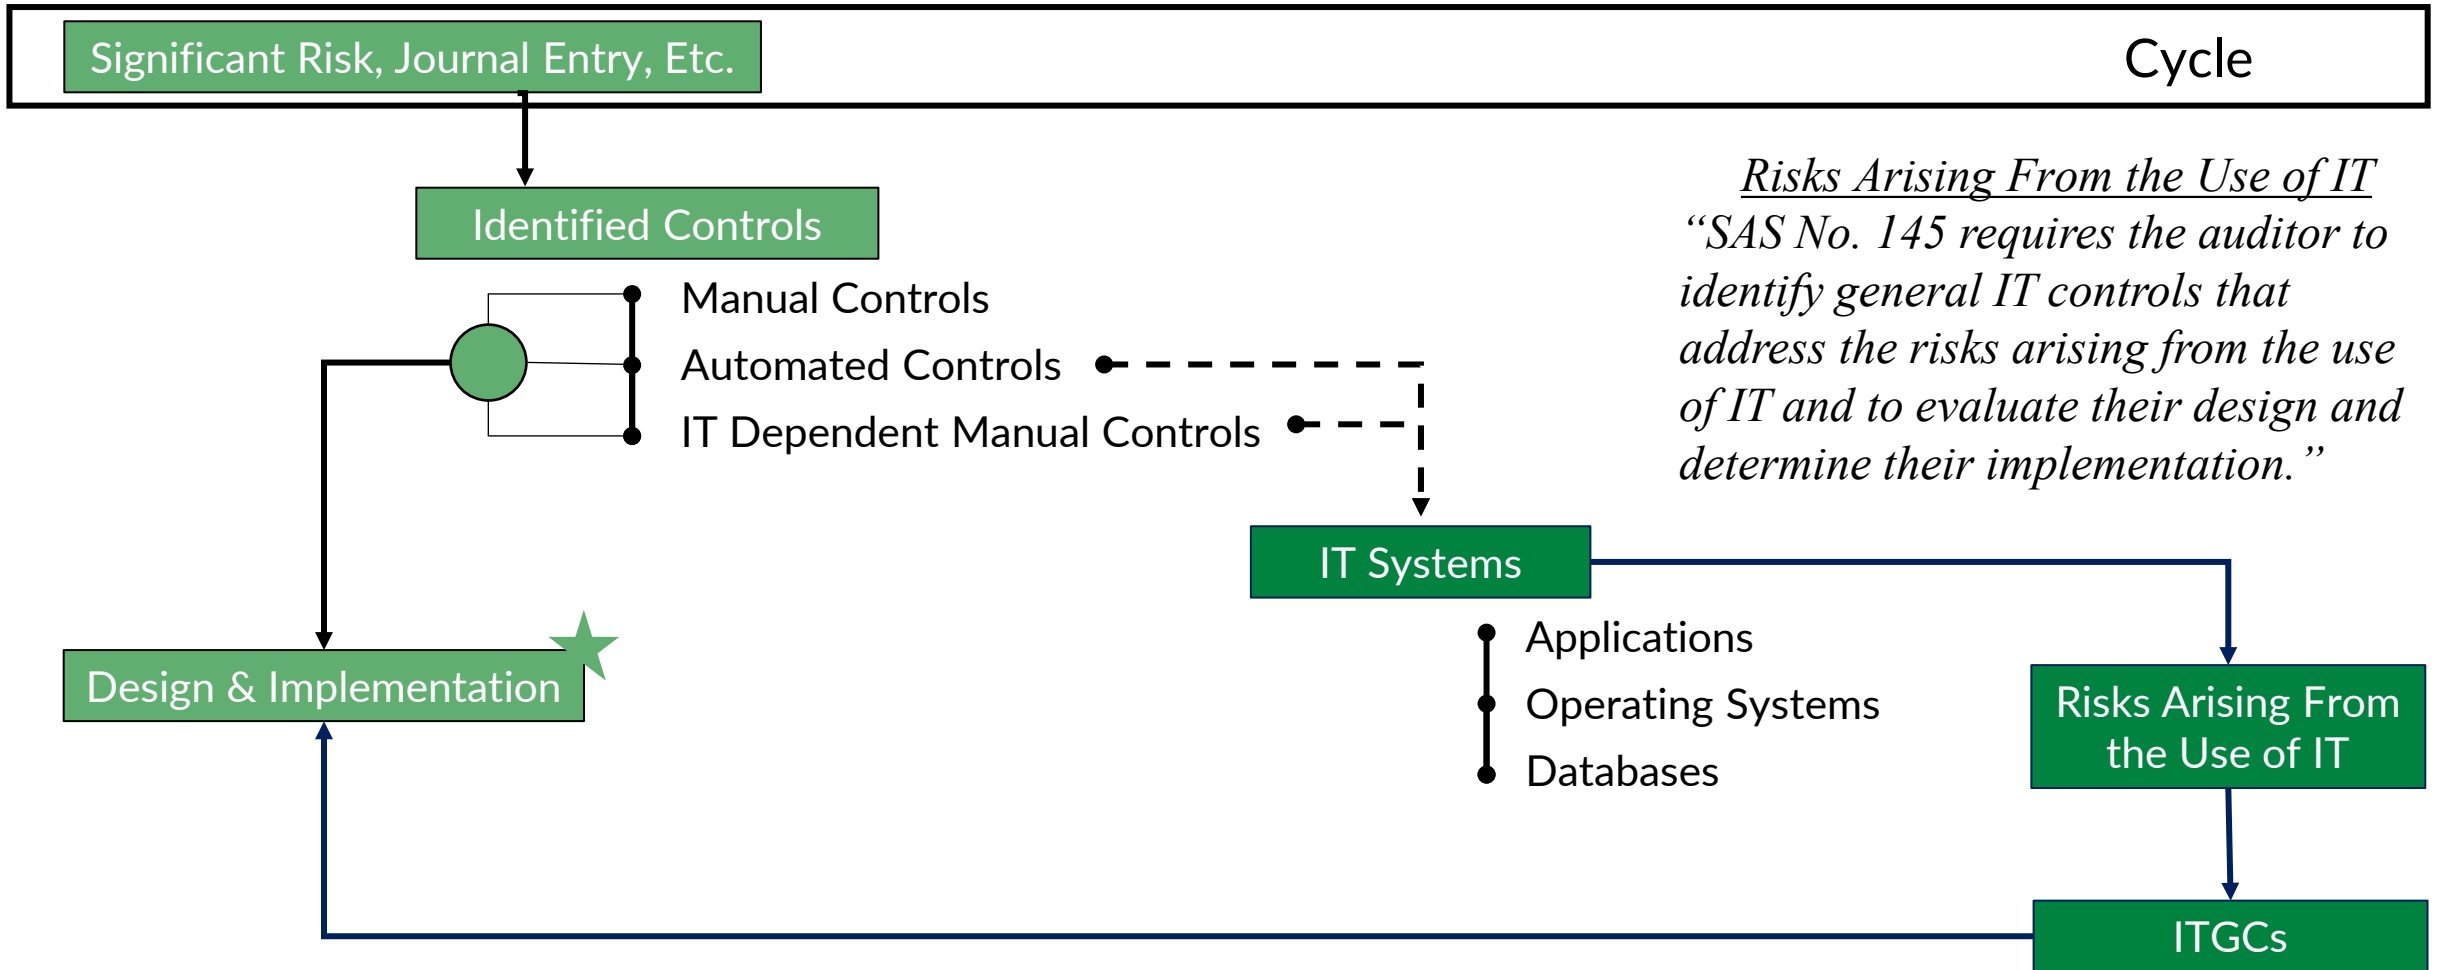 Significant Risk, Journal Entry, Etc.
Cycle
Identified Controls
Manual Controls
Automated Controls
IT Dependent Manual Controls
Risks Arising From the Use of IT
“SAS No. 145 requires the auditor to
identify general IT controls that
address the risks arising from the use
of IT and to evaluate their design and
determine their implementation.”
IT Systems
Applications
Operating Systems
Databases
Design & Implementation
Risks Arising From
the Use of IT
ITGCs